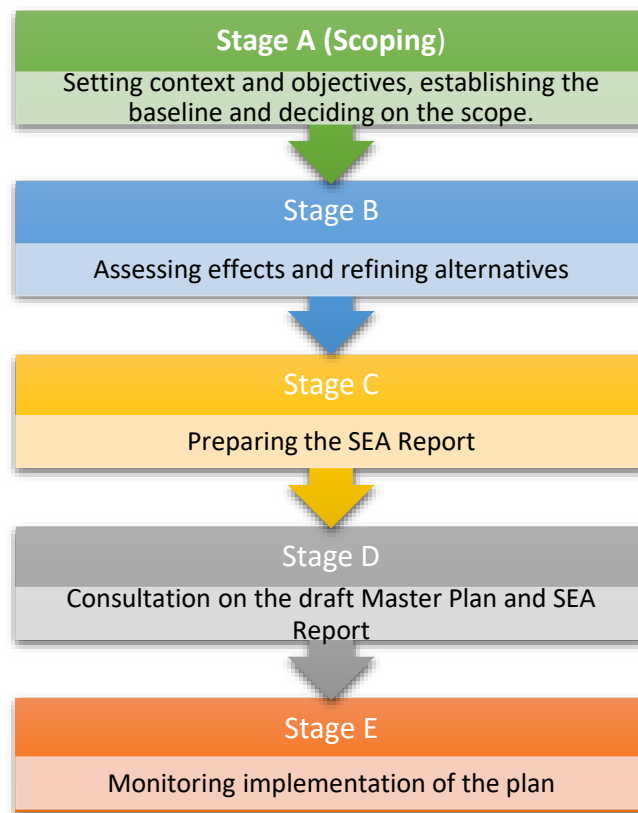 Stage A (Scoping)
Setting context and objectives, establishing the
baseline and deciding on the scope.
Stage B
Assessing effects and refining alternatives
Stage C
Preparing the SEA Report
Stage D
Consultation on the draft Master Plan and SEA
Report
Stage E
Monitoring implementation of the plan